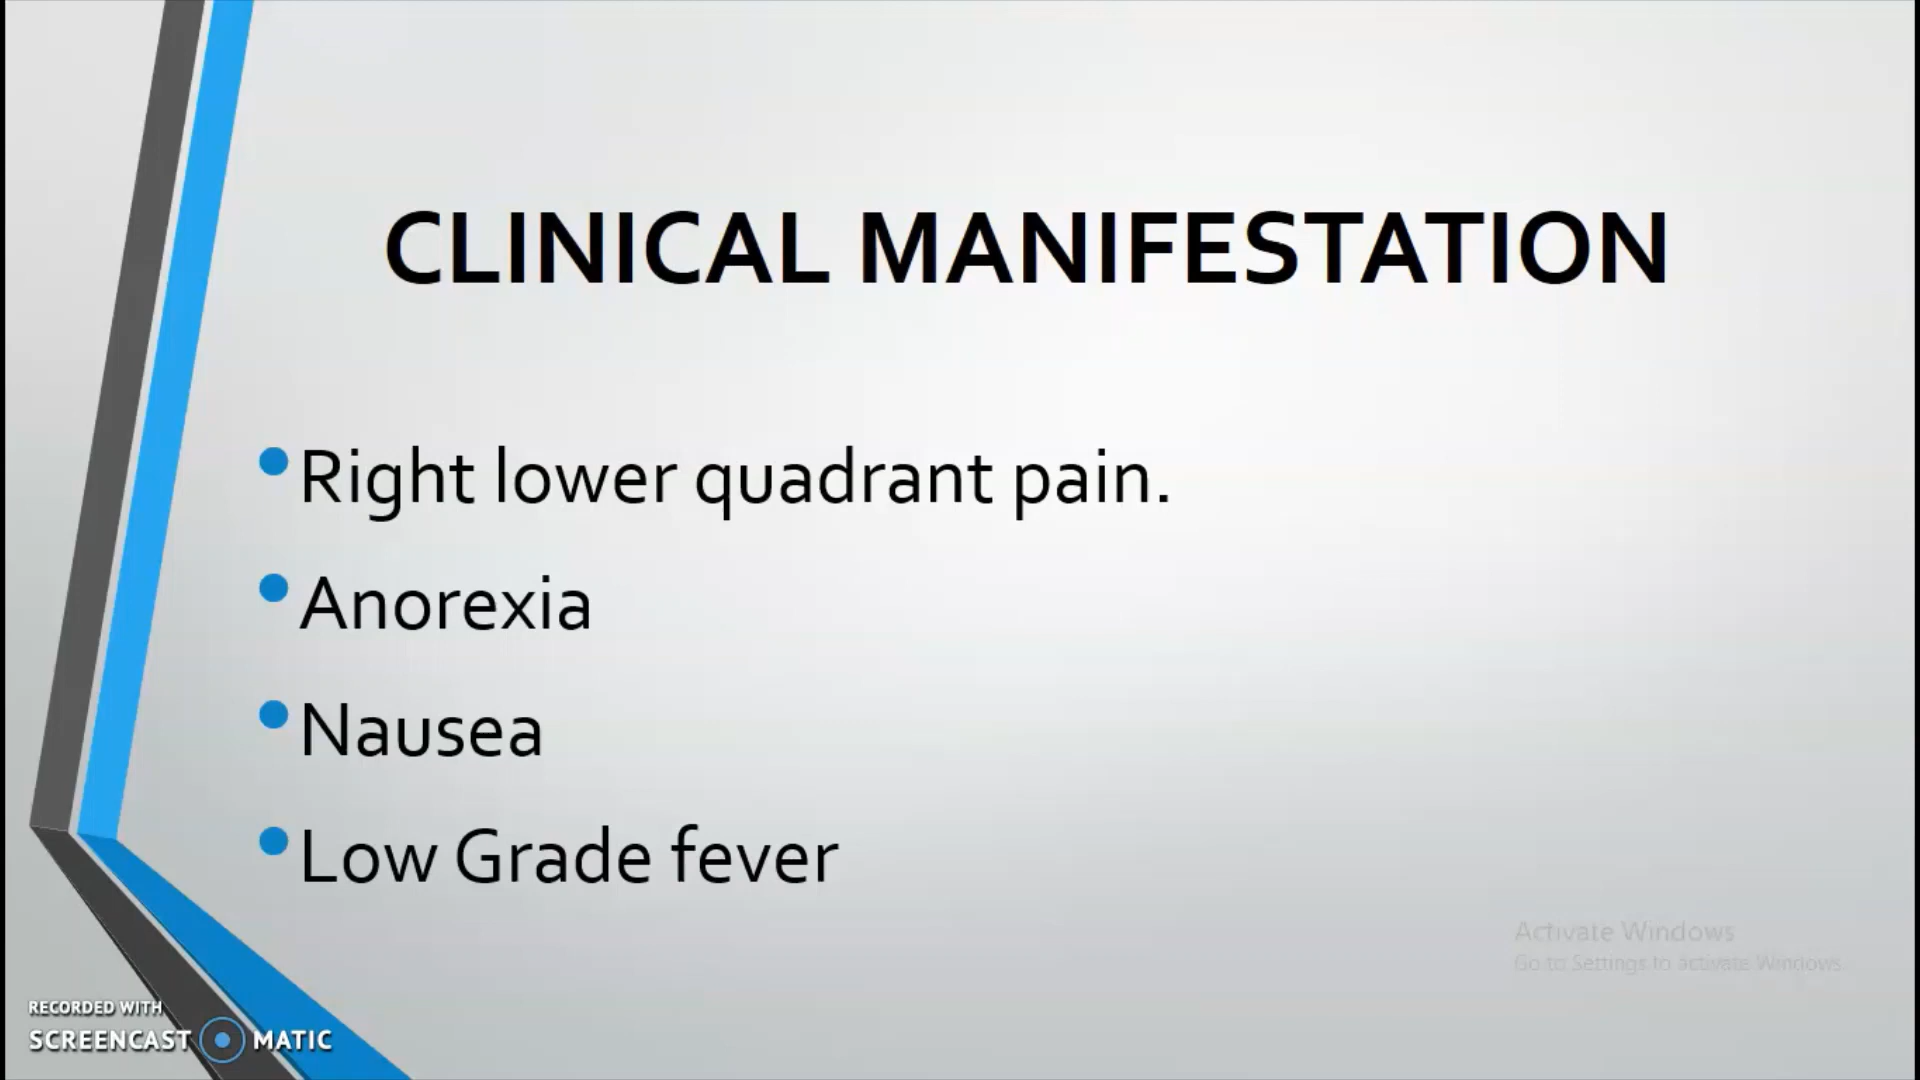 CLINICAL MANIFESTATION
Right lower quadrant pain.
Anorexia
Nausea
Low Grade fever
Activate Windows
Go to Settings to activate Windows.
RECORDED WITH
SCREENCAST MATIC